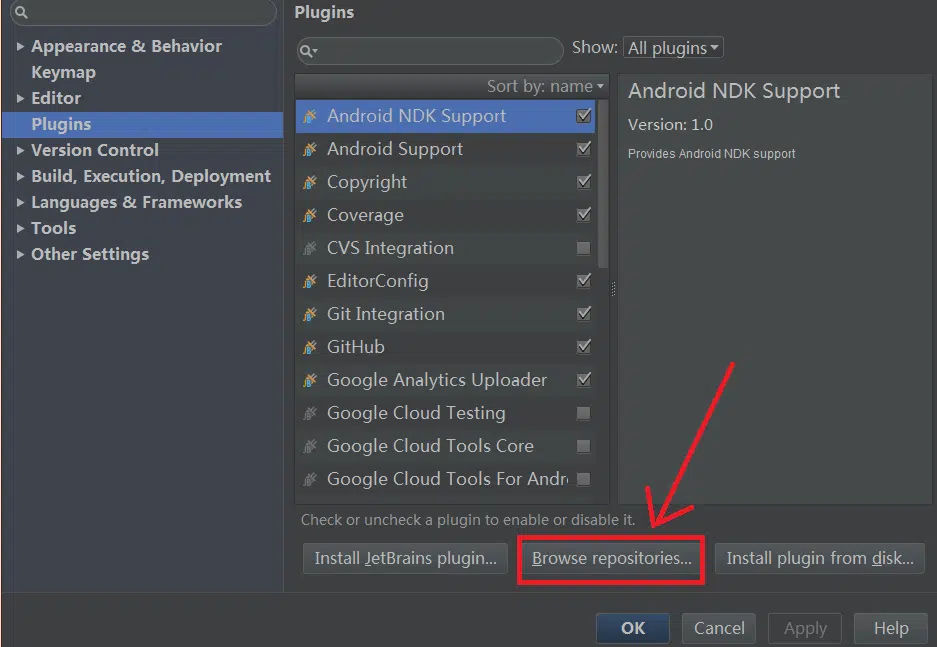 Appearance & Behavior
Keymap
Editor
Plugins
Version Control
Build, Execution, Deployment
Languages & Frameworks
Tools
Other Settings
Plugins
Show: All plugins
Sort by: name
Android NDK Support
Android Support
Copyright
Coverage
CVS Integration
EditorConfig
Git Integration
GitHub
Google Analytics Uploader
Google Cloud Testing
Google Cloud Tools Core
Google Cloud Tools For Andr
Android NDK Support
Version: 1.0
Provides Android NDK support
Check or uncheck a plugin to enable or disable it.
Install JetBrains plugin... Browse repositories... Install plugin from disk...
OK Cancel Apply Help